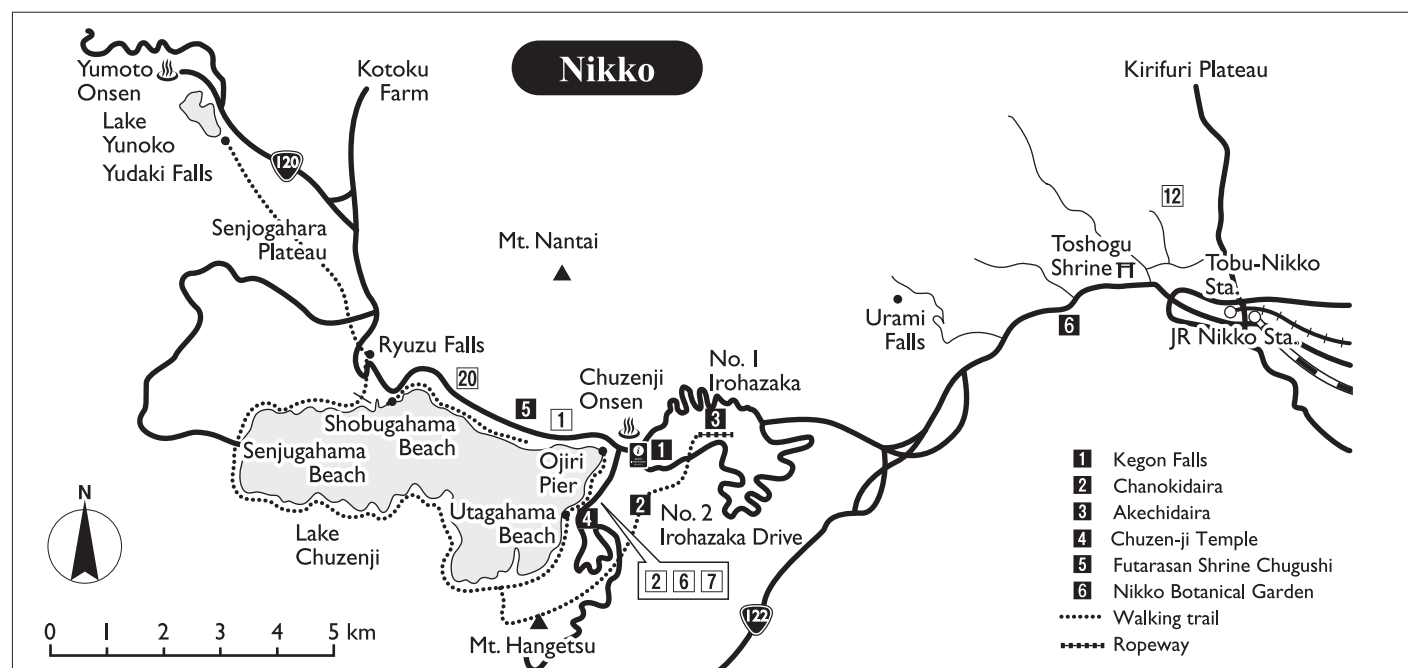 Nikko
Yumoto
Onsen
Kotoku
Farm
Kirifuri Plateau
Lake
Yunoko
Yudaki Falls
120
12
Senjogahara
Plateau
Mt. Nantai
Toshogu
Shrine
Tobu-Nikko
Sta.
Urami
Falls
6
JR Nikko Sta.
Ryuzu Falls
No. 1
Irohazaka
20
Chuzenji
Onsen
5
1
3
Shobugahama
Beach
i
1
Senjugahama
Beach
Ojiri
Pier
2
Utagahama
Beach
4
No. 2
Irohazaka Drive
Lake
Chuzenji
2 6 7
122
Mt. Hangetsu
N
0 1 2 3 4 5 km
1 Kegon Falls
2 Chanokidaira
3 Akechidaira
4 Chuzen-ji Temple
5 Futarasan Shrine Chugushi
6 Nikko Botanical Garden
Walking trail
Ropeway